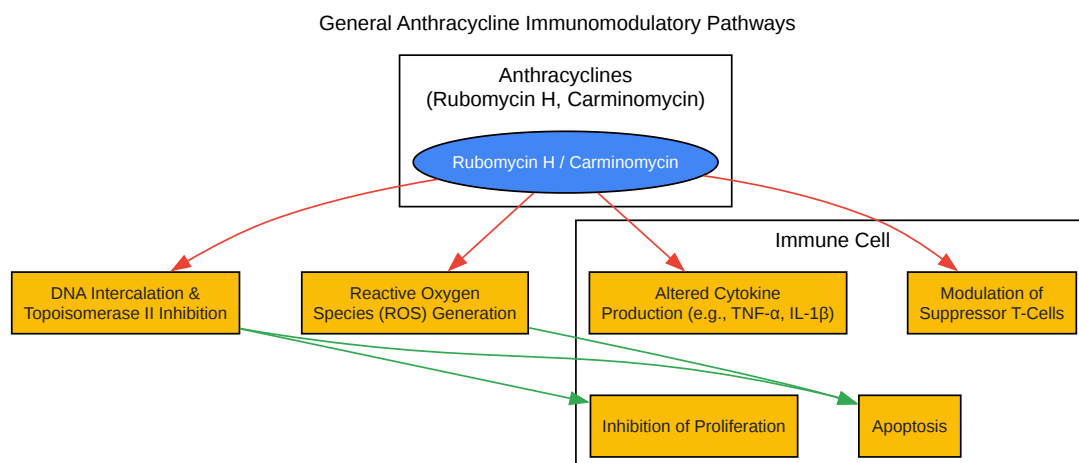 General Anthracycline Immunomodulatory Pathways
Anthracyclines
(Rubomycin H, Carminomycin)
Rubomycin H / Carminomycin
Immune Cell
DNA Intercalation &
Topoisomerase II Inhibition
Reactive Oxygen
Species (ROS) Generation
Altered Cytokine
Production (e.g., TNF-α, IL-1β)
Modulation of
Suppressor T-Cells
Inhibition of Proliferation
Apoptosis